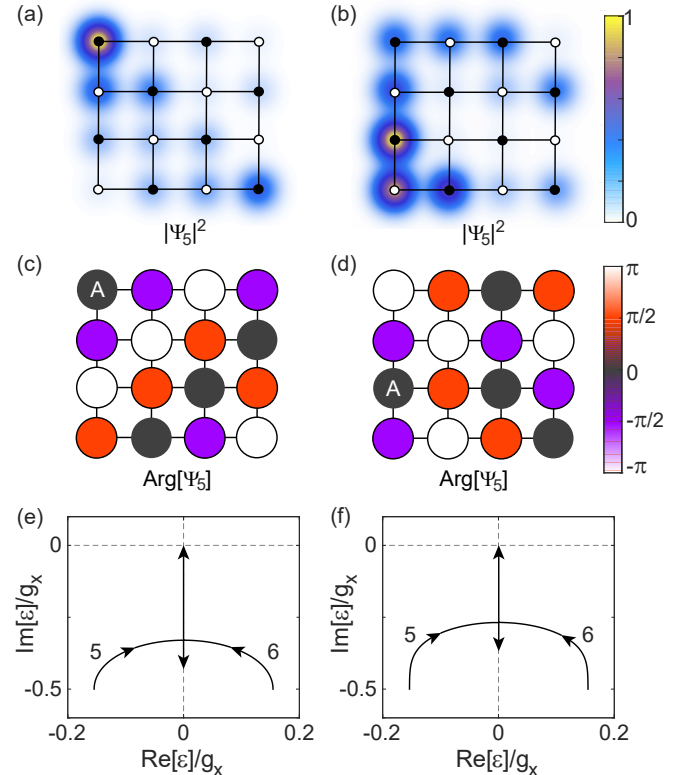 (a) (b)
1
0
|Ψ₅|² |Ψ₅|²
(c) (d)
A A
π
π/2
0
-π/2
-π
Arg[Ψ₅] Arg[Ψ₅]
(e) (f)
Im[ε]/gₓ Im[ε]/gₓ
0 0
5 6 5 6
-0.5 -0.5
-0.2 0 0.2 -0.2 0 0.2
Re[ε]/gₓ Re[ε]/gₓ